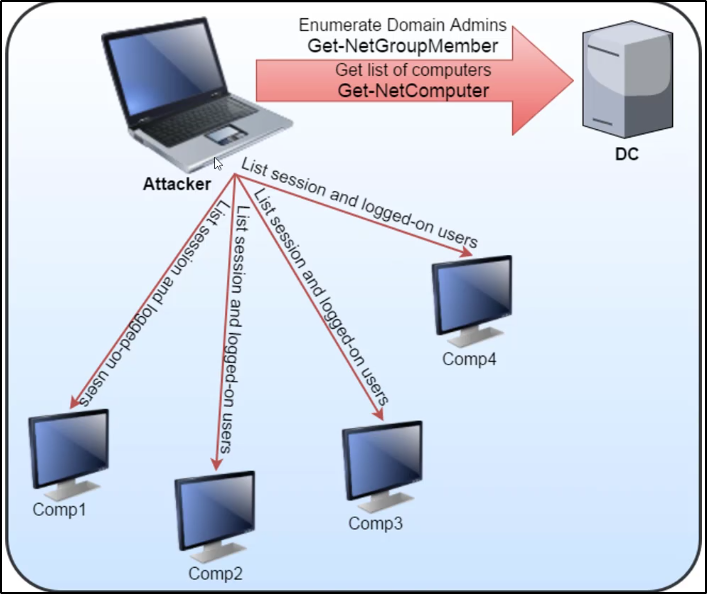 Enumerate Domain Admins
Get-NetGroupMember
Get list of computers
Get-NetComputer
DC
Attacker
List session and logged-on users
List session and logged-on users
List session and logged-on users
List session and logged-on users
Comp4
Comp1
Comp3
Comp2